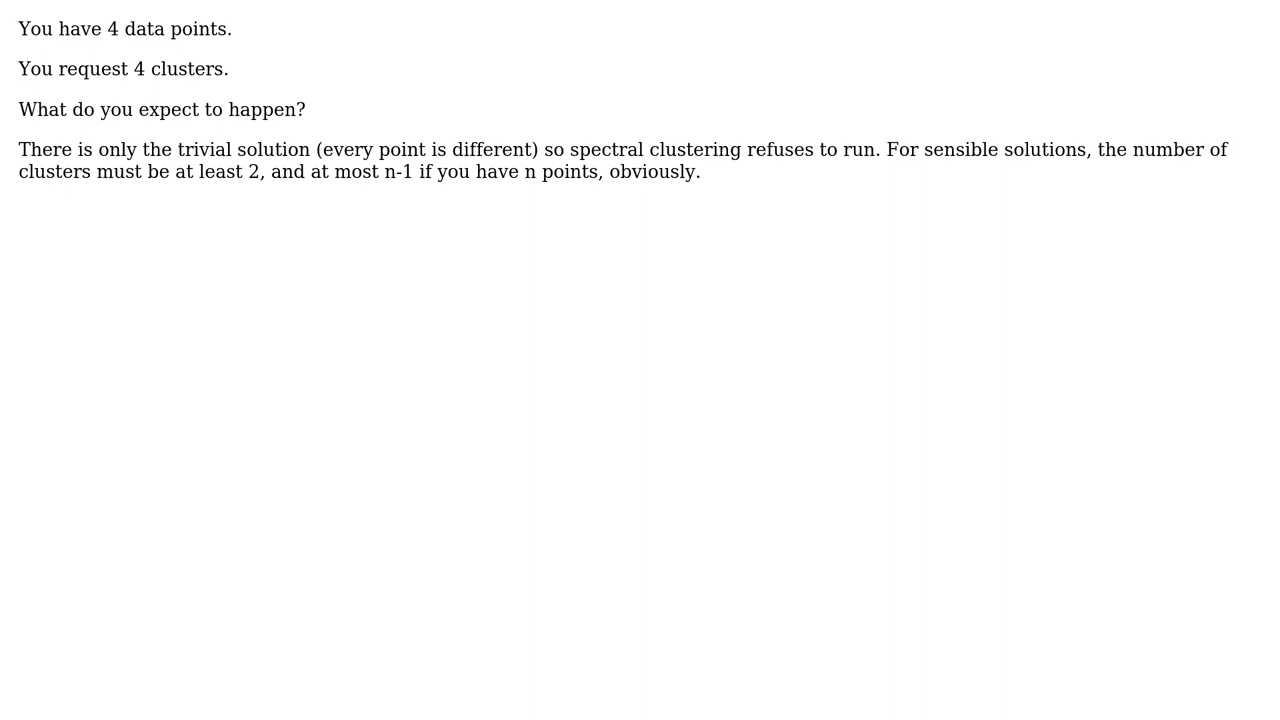 You have 4 data points.
You request 4 clusters.
What do you expect to happen?
There is only the trivial solution (every point is different) so spectral clustering refuses to run. For sensible solutions, the number of
clusters must be at least 2, and at most n-1 if you have n points, obviously.